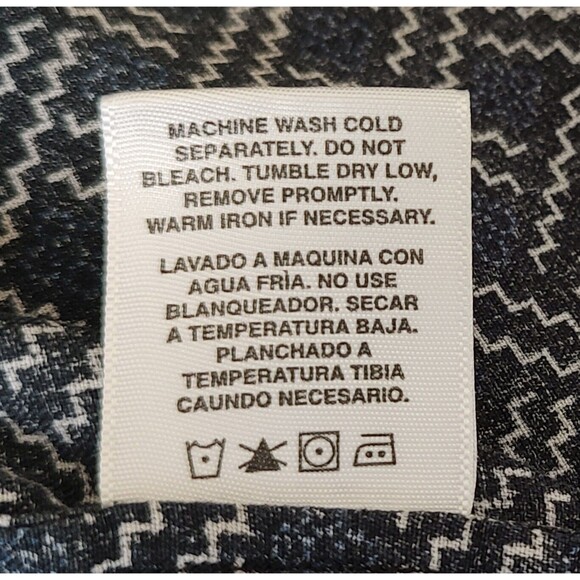 MACHINE WASH COLD
SEPARATELY. DO NOT
BLEACH. TUMBLE DRY LOW,
REMOVE PROMPTLY.
WARM IRON IF NECESSARY.
LAVADO A MAQUINA CON
AGUA FRÌA. NO USE
BLANQUEADOR. SECAR
A TEMPERATURA BAJA.
PLANCHADO A
TEMPERATURA TIBIA
CAUNDO NECESARIO.